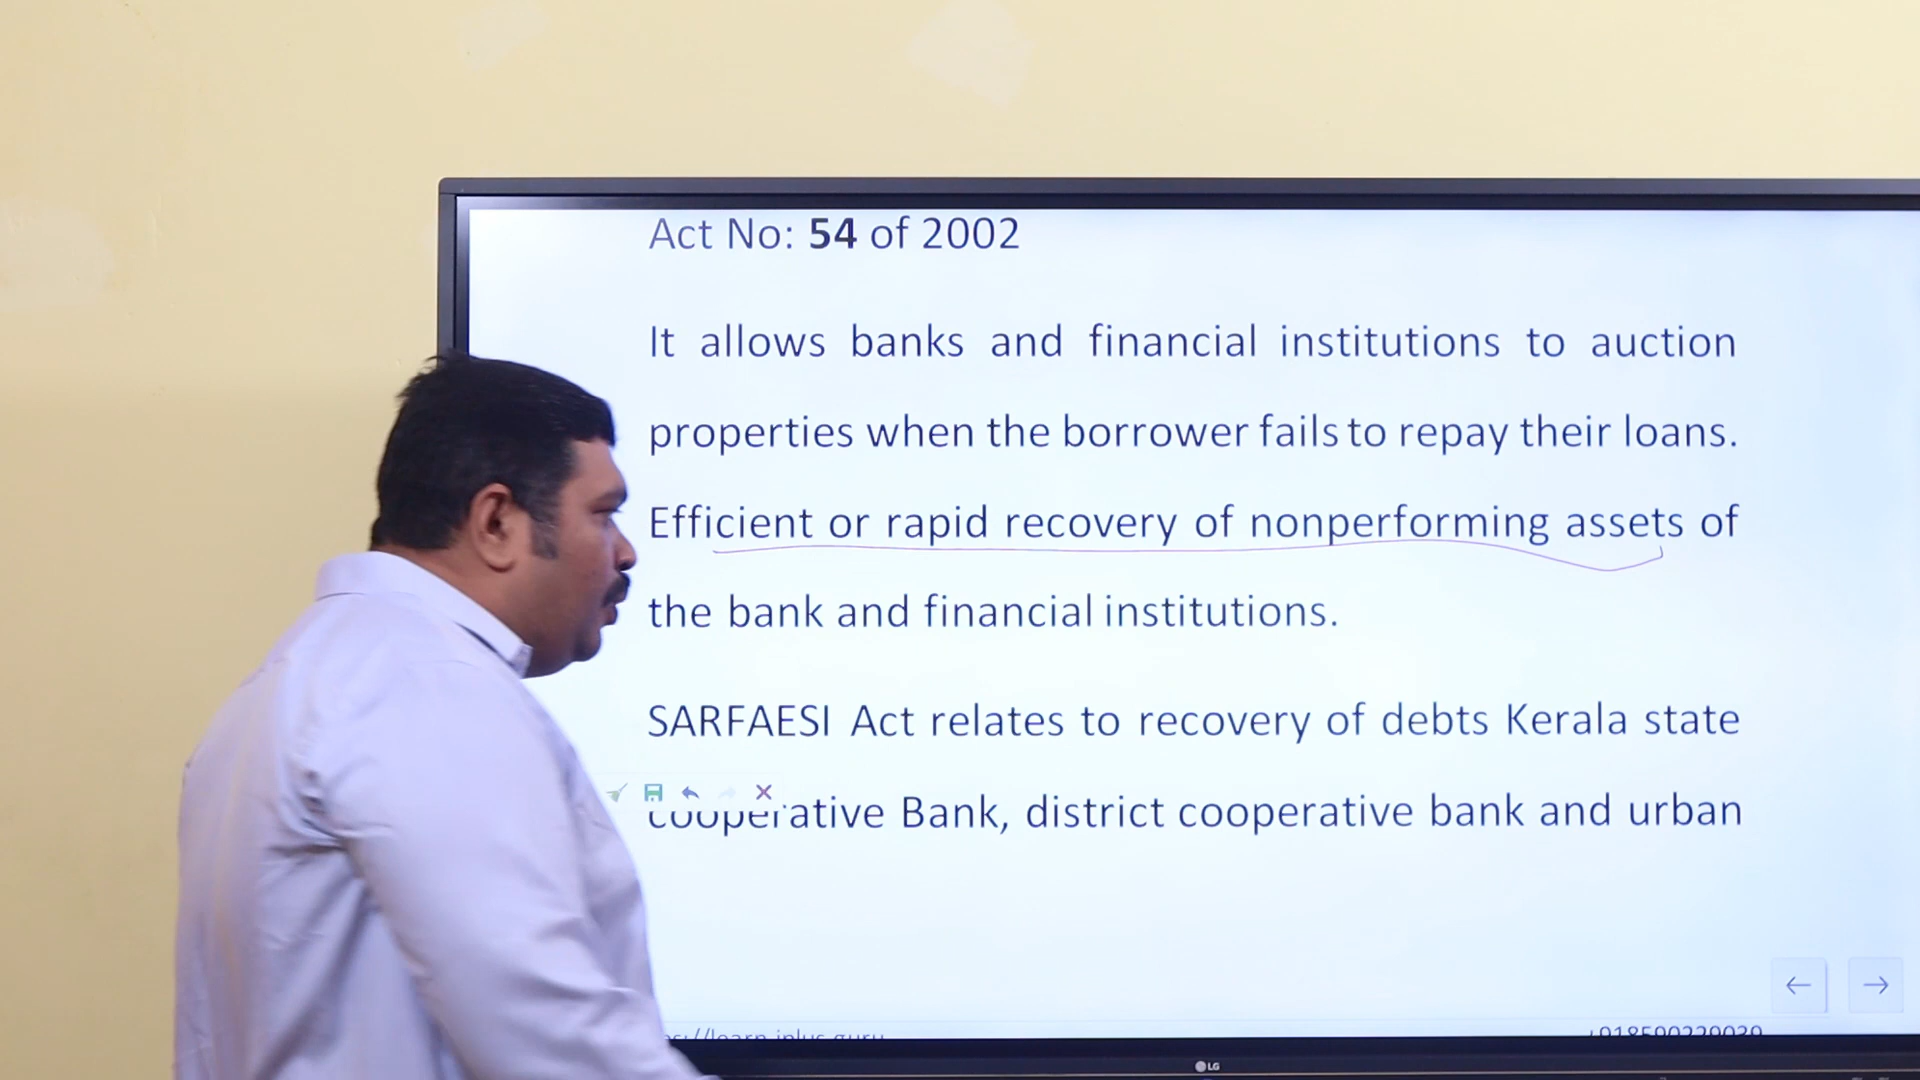 Act No: 54 of 2002
It allows banks and financial institutions to auction
properties when the borrower fails to repay their loans.
Efficient or rapid recovery of nonperforming assets of
the bank and financial institutions.
SARFAESI Act relates to recovery of debts Kerala state
cooperative Bank, district cooperative bank and urban
LG